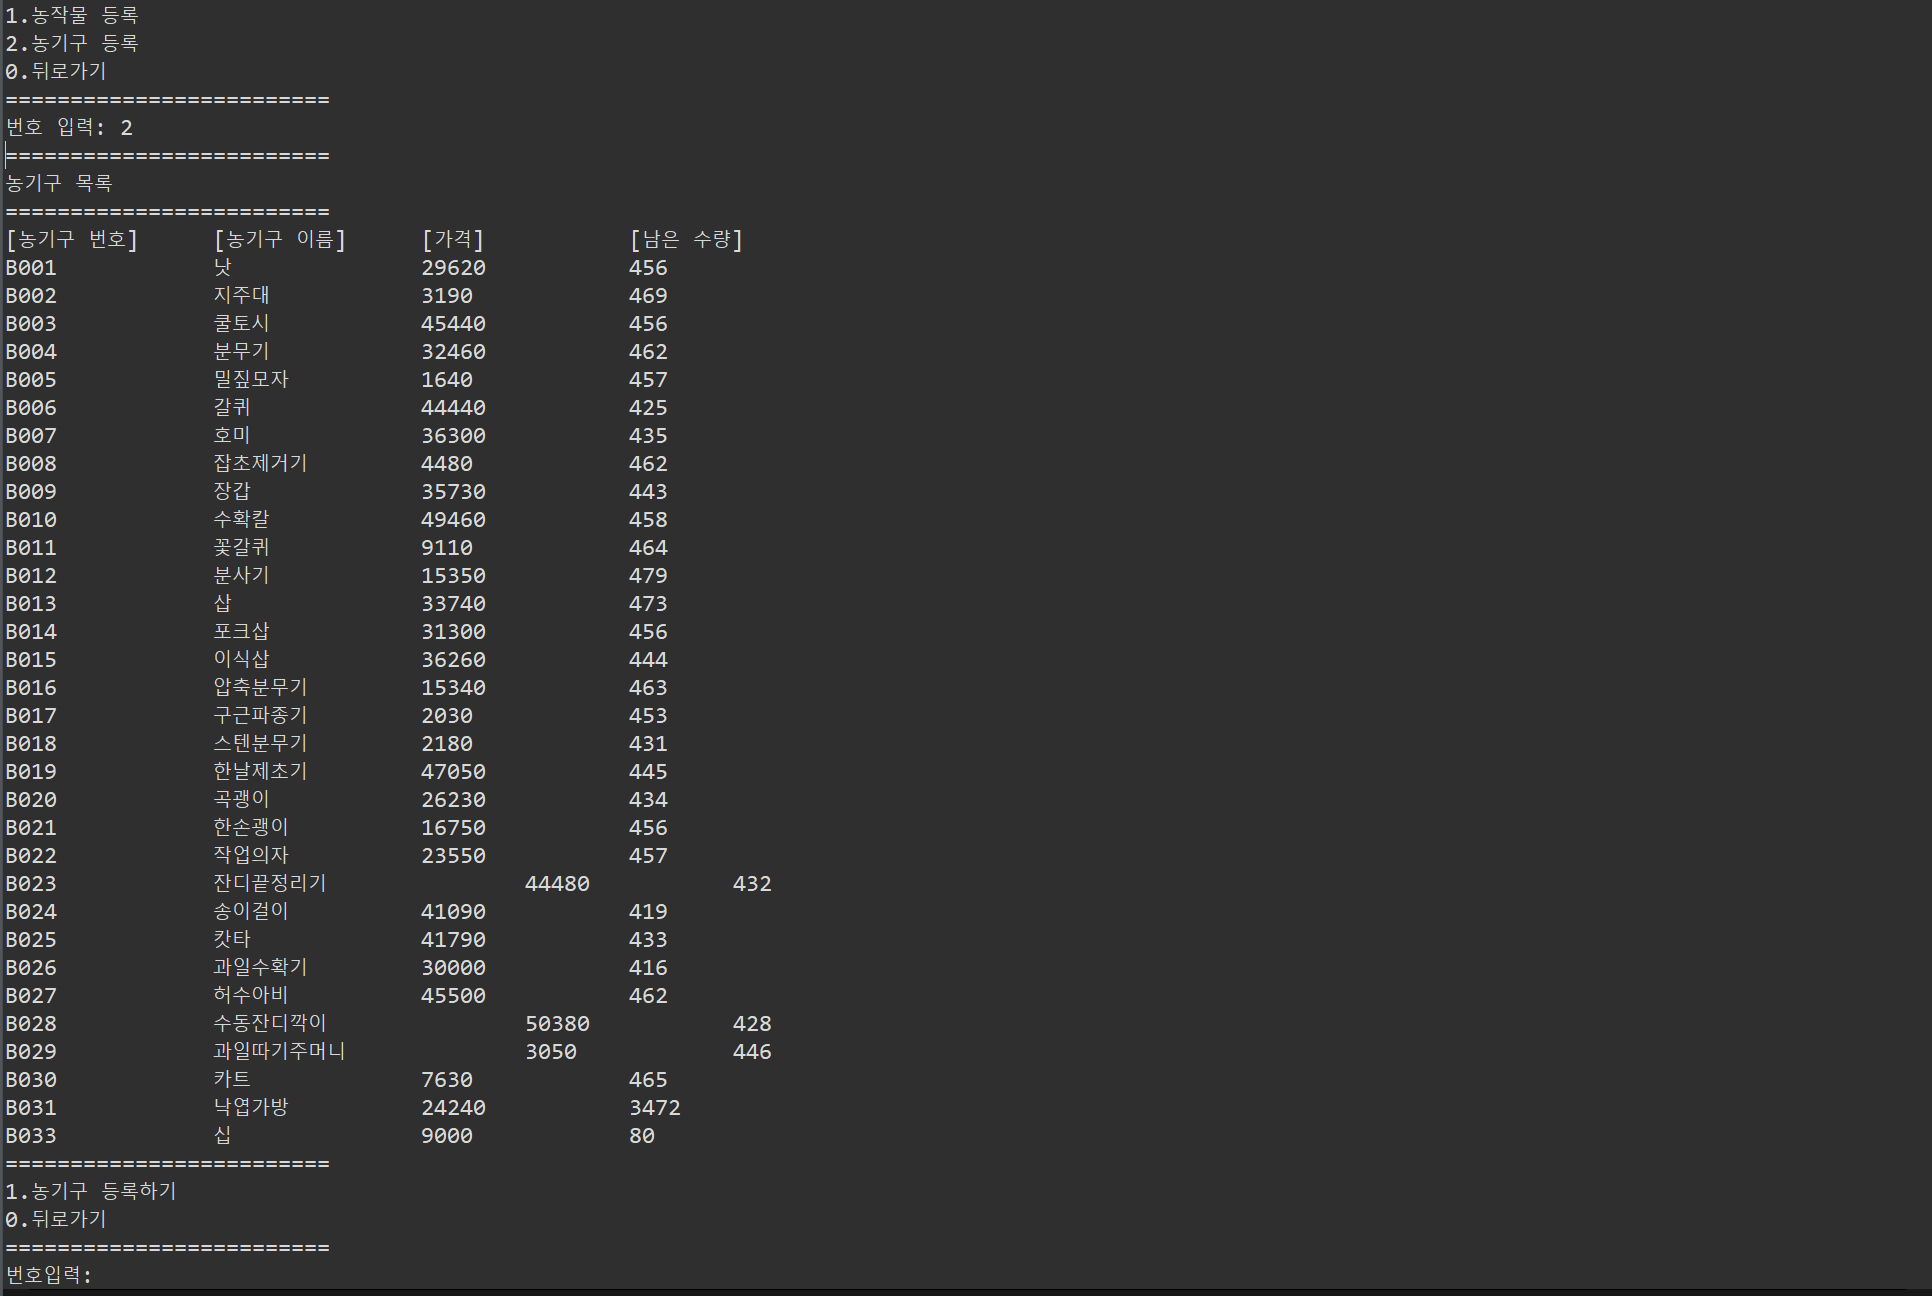 1.농작물 등록
2.농기구 등록
0.뒤로가기
=========================
번호 입력: 2
=========================
농기구 목록
=========================
[농기구 번호] [농기구 이름] [가격] [남은 수량]
B001 낫 29620 456
B002 지주대 3190 469
B003 쿨토시 45440 456
B004 분무기 32460 462
B005 밀짚모자 1640 457
B006 갈퀴 44440 425
B007 호미 36300 435
B008 잡초제거기 4480 462
B009 장갑 35730 443
B010 수확칼 49460 458
B011 꽃갈퀴 9110 464
B012 분사기 15350 479
B013 삽 33740 473
B014 포크삽 31300 456
B015 이식삽 36260 444
B016 압축분무기 15340 463
B017 구근파종기 2030 453
B018 스텐분무기 2180 431
B019 한날제초기 47050 445
B020 곡괭이 26230 434
B021 한손괭이 16750 456
B022 작업의자 23550 457
B023 잔디끝정리기 44480 432
B024 송이걸이 41090 419
B025 캇타 41790 433
B026 과일수확기 30000 416
B027 허수아비 45500 462
B028 수동잔디깍이 50380 428
B029 과일따기주머니 3050 446
B030 카트 7630 465
B031 낙엽가방 24240 3472
B033 십 9000 80
=========================
1.농기구 등록하기
0.뒤로가기
=========================
번호입력: